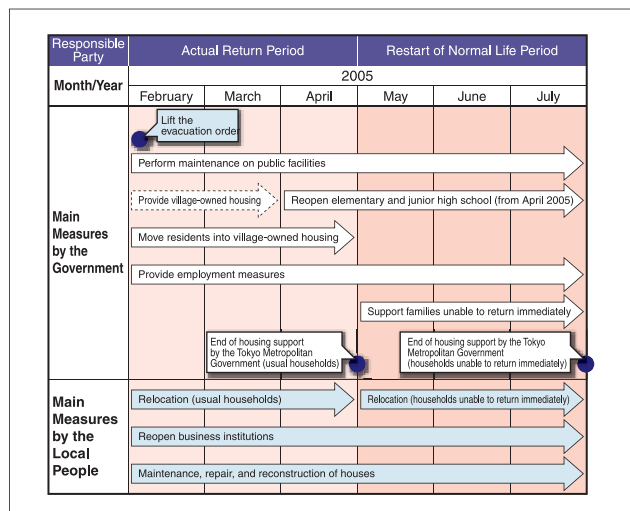 Responsible
Party
Actual Return Period
Restart of Normal Life Period
Month/Year
2005
February
March
April
May
June
July
Main
Measures
by the
Government
Lift the
evacuation order
Perform maintenance on public facilities
Provide village-owned housing
Reopen elementary and junior high school (from April 2005)
Move residents into village-owned housing
Provide employment measures
Support families unable to return immediately
End of housing support
by the Tokyo Metropolitan
Government (usual households)
End of housing support by the Tokyo
Metropolitan Government
(households unable to return immediately)
Main
Measures
by the
Local
People
Relocation (usual households)
Relocation (households unable to return immediately)
Reopen business institutions
Maintenance, repair, and reconstruction of houses